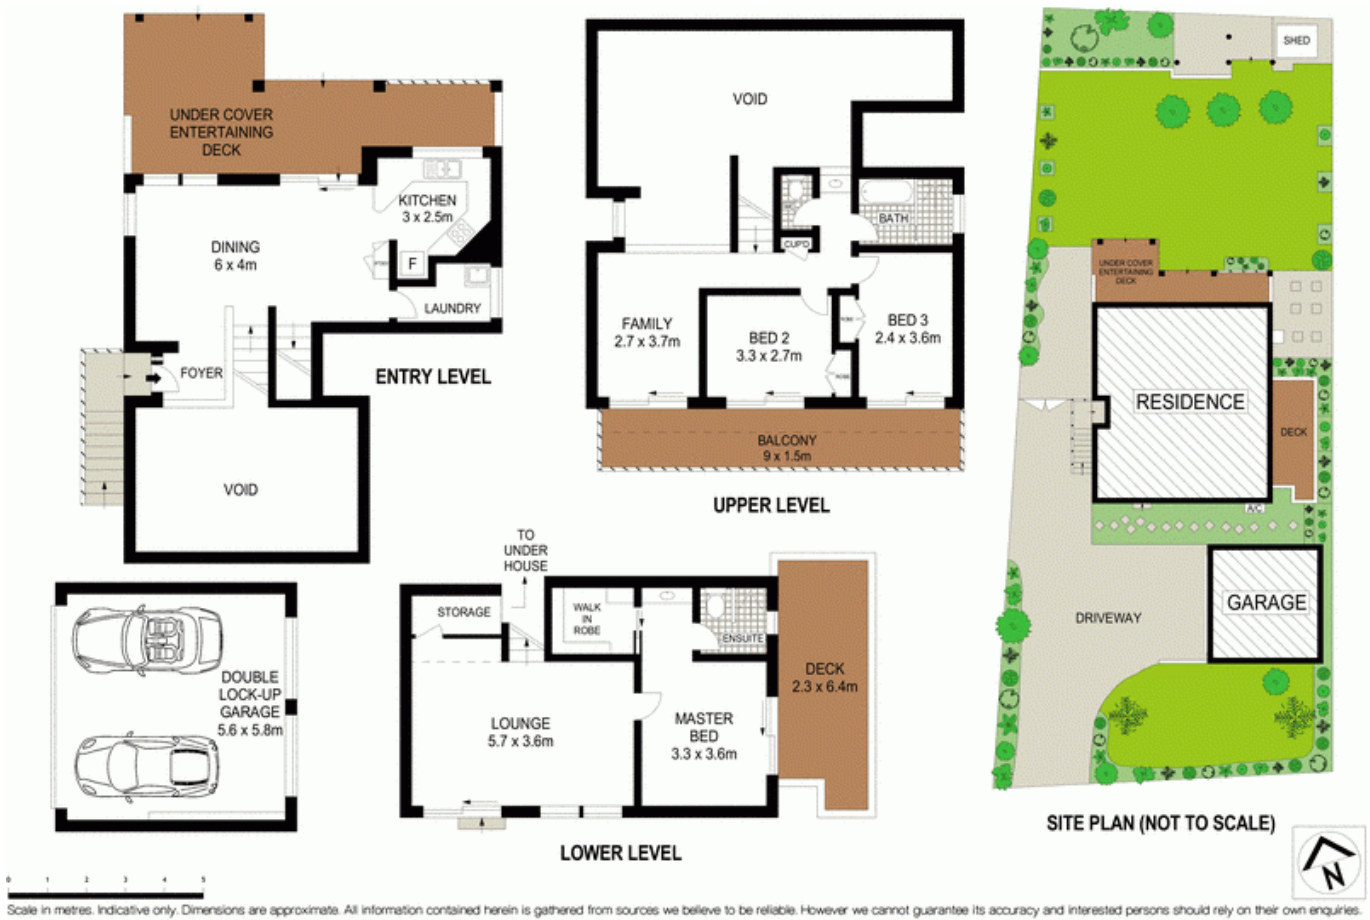 UNDER COVER
ENTERTAINING
DECK
KITCHEN
3 x 2.5m
DINING
6 x 4m
F
LAUNDRY
FOYER
ENTRY LEVEL
VOID
VOID
BATH
CUP'D
FAMILY
2.7 x 3.7m
BED 2
3.3 x 2.7m
BED 3
2.4 x 3.6m
ROBE
ROBE
BALCONY
9 x 1.5m
UPPER LEVEL
DOUBLE
LOCK-UP
GARAGE
5.6 x 5.8m
TO
UNDER
HOUSE
STORAGE
WALK
IN
ROBE
ENSUITE
LOUNGE
5.7 x 3.6m
MASTER
BED
3.3 x 3.6m
DECK
2.3 x 6.4m
LOWER LEVEL
SHED
UNDER COVER
ENTERTAINING
DECK
RESIDENCE
DECK
A/C
GARAGE
DRIVEWAY
SITE PLAN (NOT TO SCALE)
N
0 1 2 3 4 5
Scale in metres. Indicative only. Dimensions are approximate. All information contained herein is gathered from sources we believe to be reliable. However we cannot guarantee its accuracy and interested persons should rely on their own enquiries.